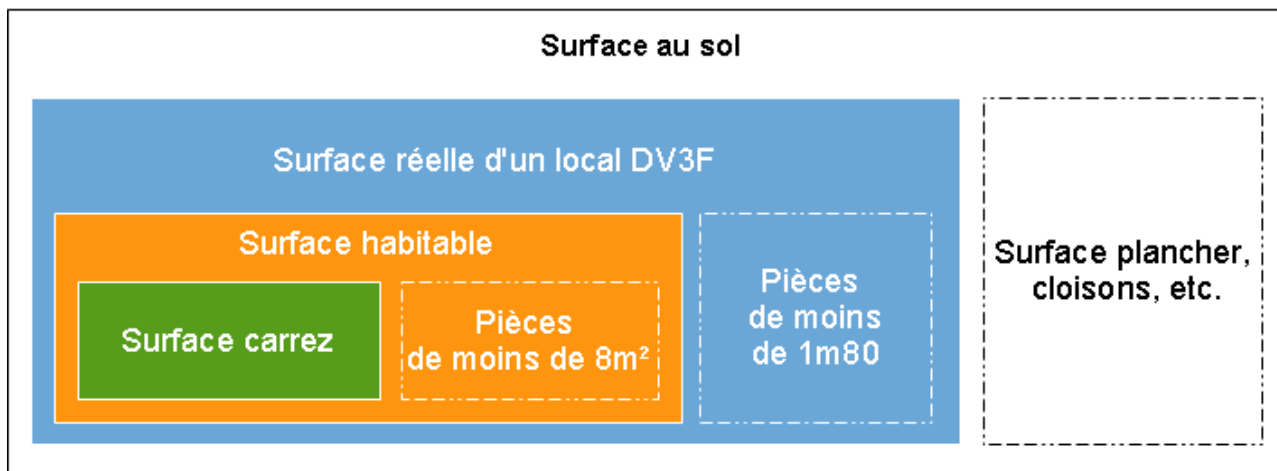 Surface au sol
Surface réelle d'un local DV3F
Surface habitable
Surface carrez
Pièces
de moins de 8m²
Pièces
de moins
de 1m80
Surface plancher,
cloisons, etc.